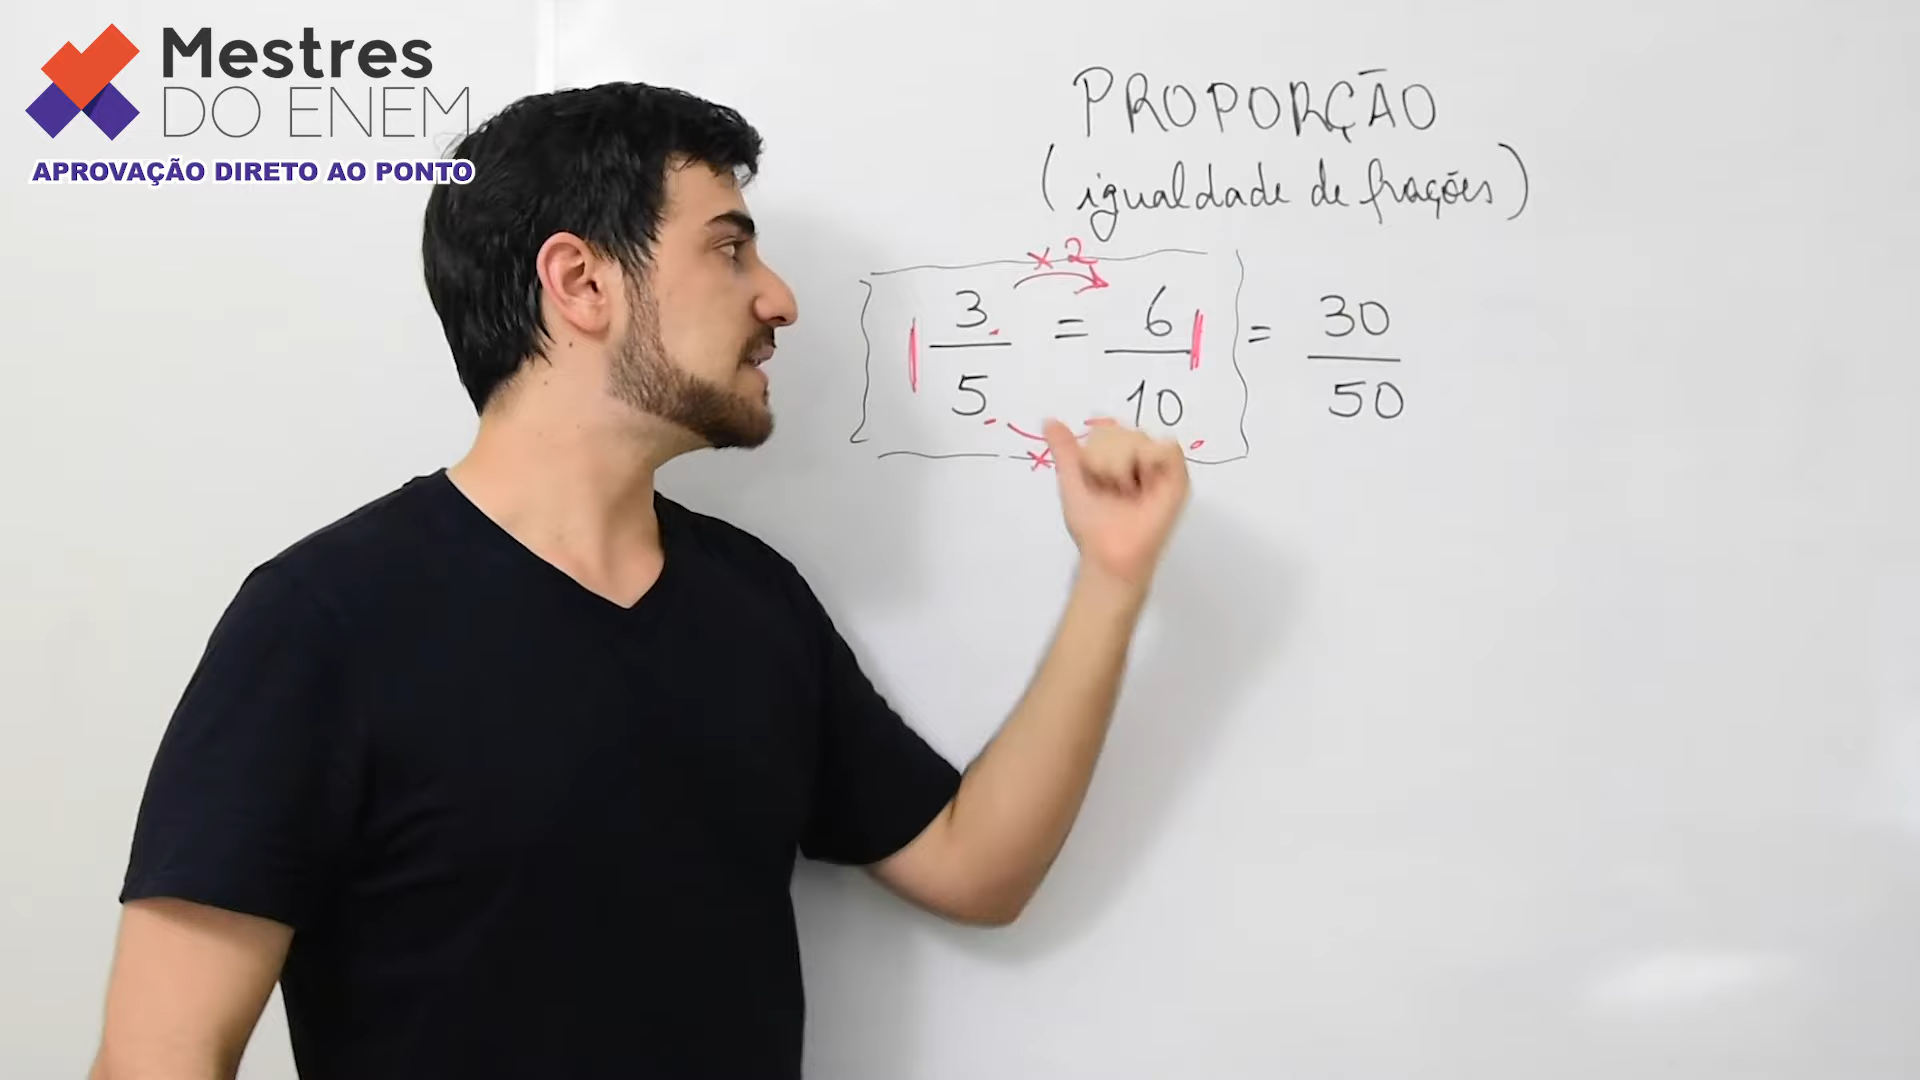 Mestres
DO ENEM
APROVAÇÃO DIRETO AO PONTO
PROPORÇÃO
(igualdade de frações)
× 2
3 = 6 = 30
5 10 50
×